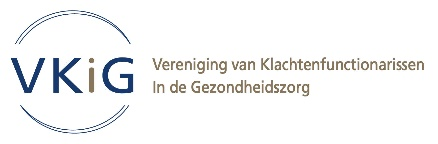 VKiG
Vereniging van Klachtenfunctionarissen
In de Gezondheidszorg